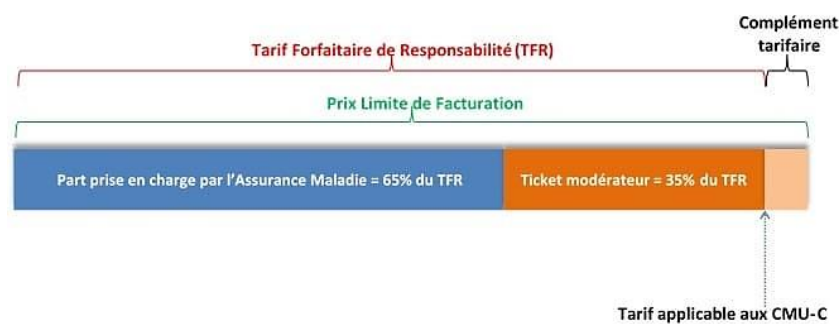 Complément
tarifaire
Tarif Forfaitaire de Responsabilité (TFR)
Prix Limite de Facturation
Part prise en charge par l'Assurance Maladie = 65% du TFR
Ticket modérateur = 35% du TFR
Tarif applicable aux CMU-C